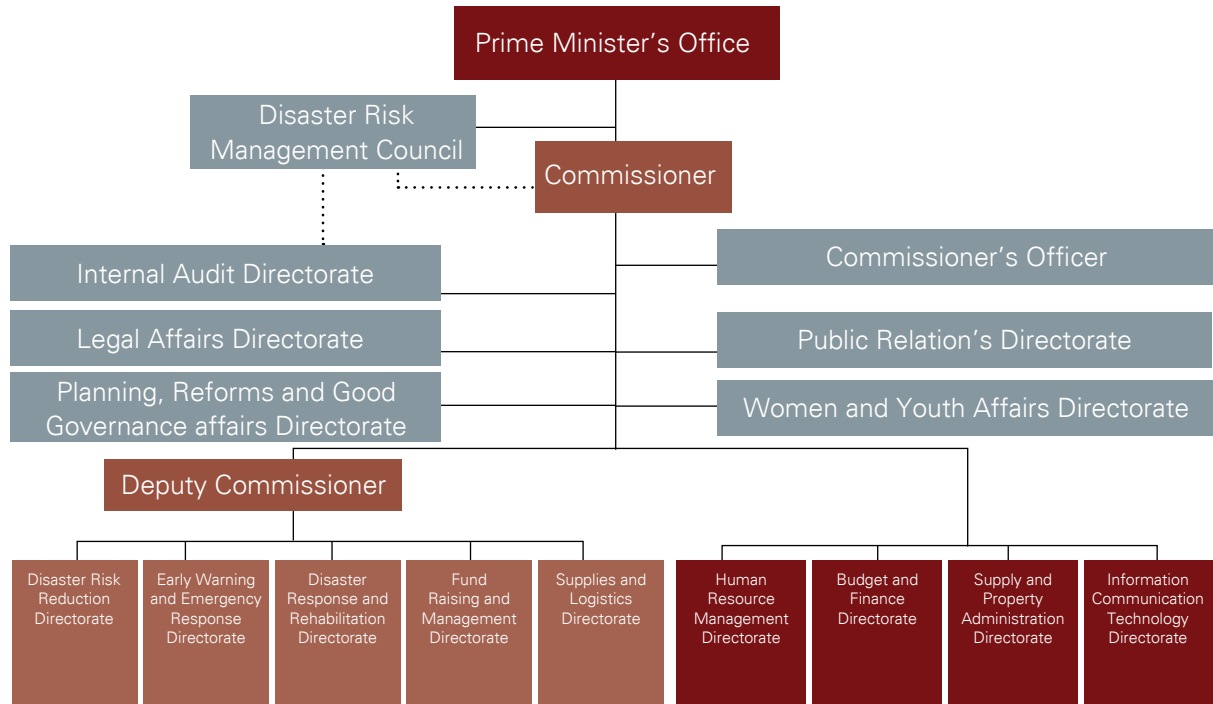 Prime Minister's Office
Disaster Risk
Management Council
Commissioner
Internal Audit Directorate
Commissioner's Officer
Legal Affairs Directorate
Public Relation's Directorate
Planning, Reforms and Good
Governance affairs Directorate
Women and Youth Affairs Directorate
Deputy Commissioner
Disaster Risk
Reduction
Directorate
Early Warning
and Emergency
Response
Directorate
Disaster
Response and
Rehabilitation
Directorate
Fund
Raising and
Management
Directorate
Supplies and
Logistics
Directorate
Human
Resource
Management
Directorate
Budget and
Finance
Directorate
Supply and
Property
Administration
Directorate
Information
Communication
Technology
Directorate